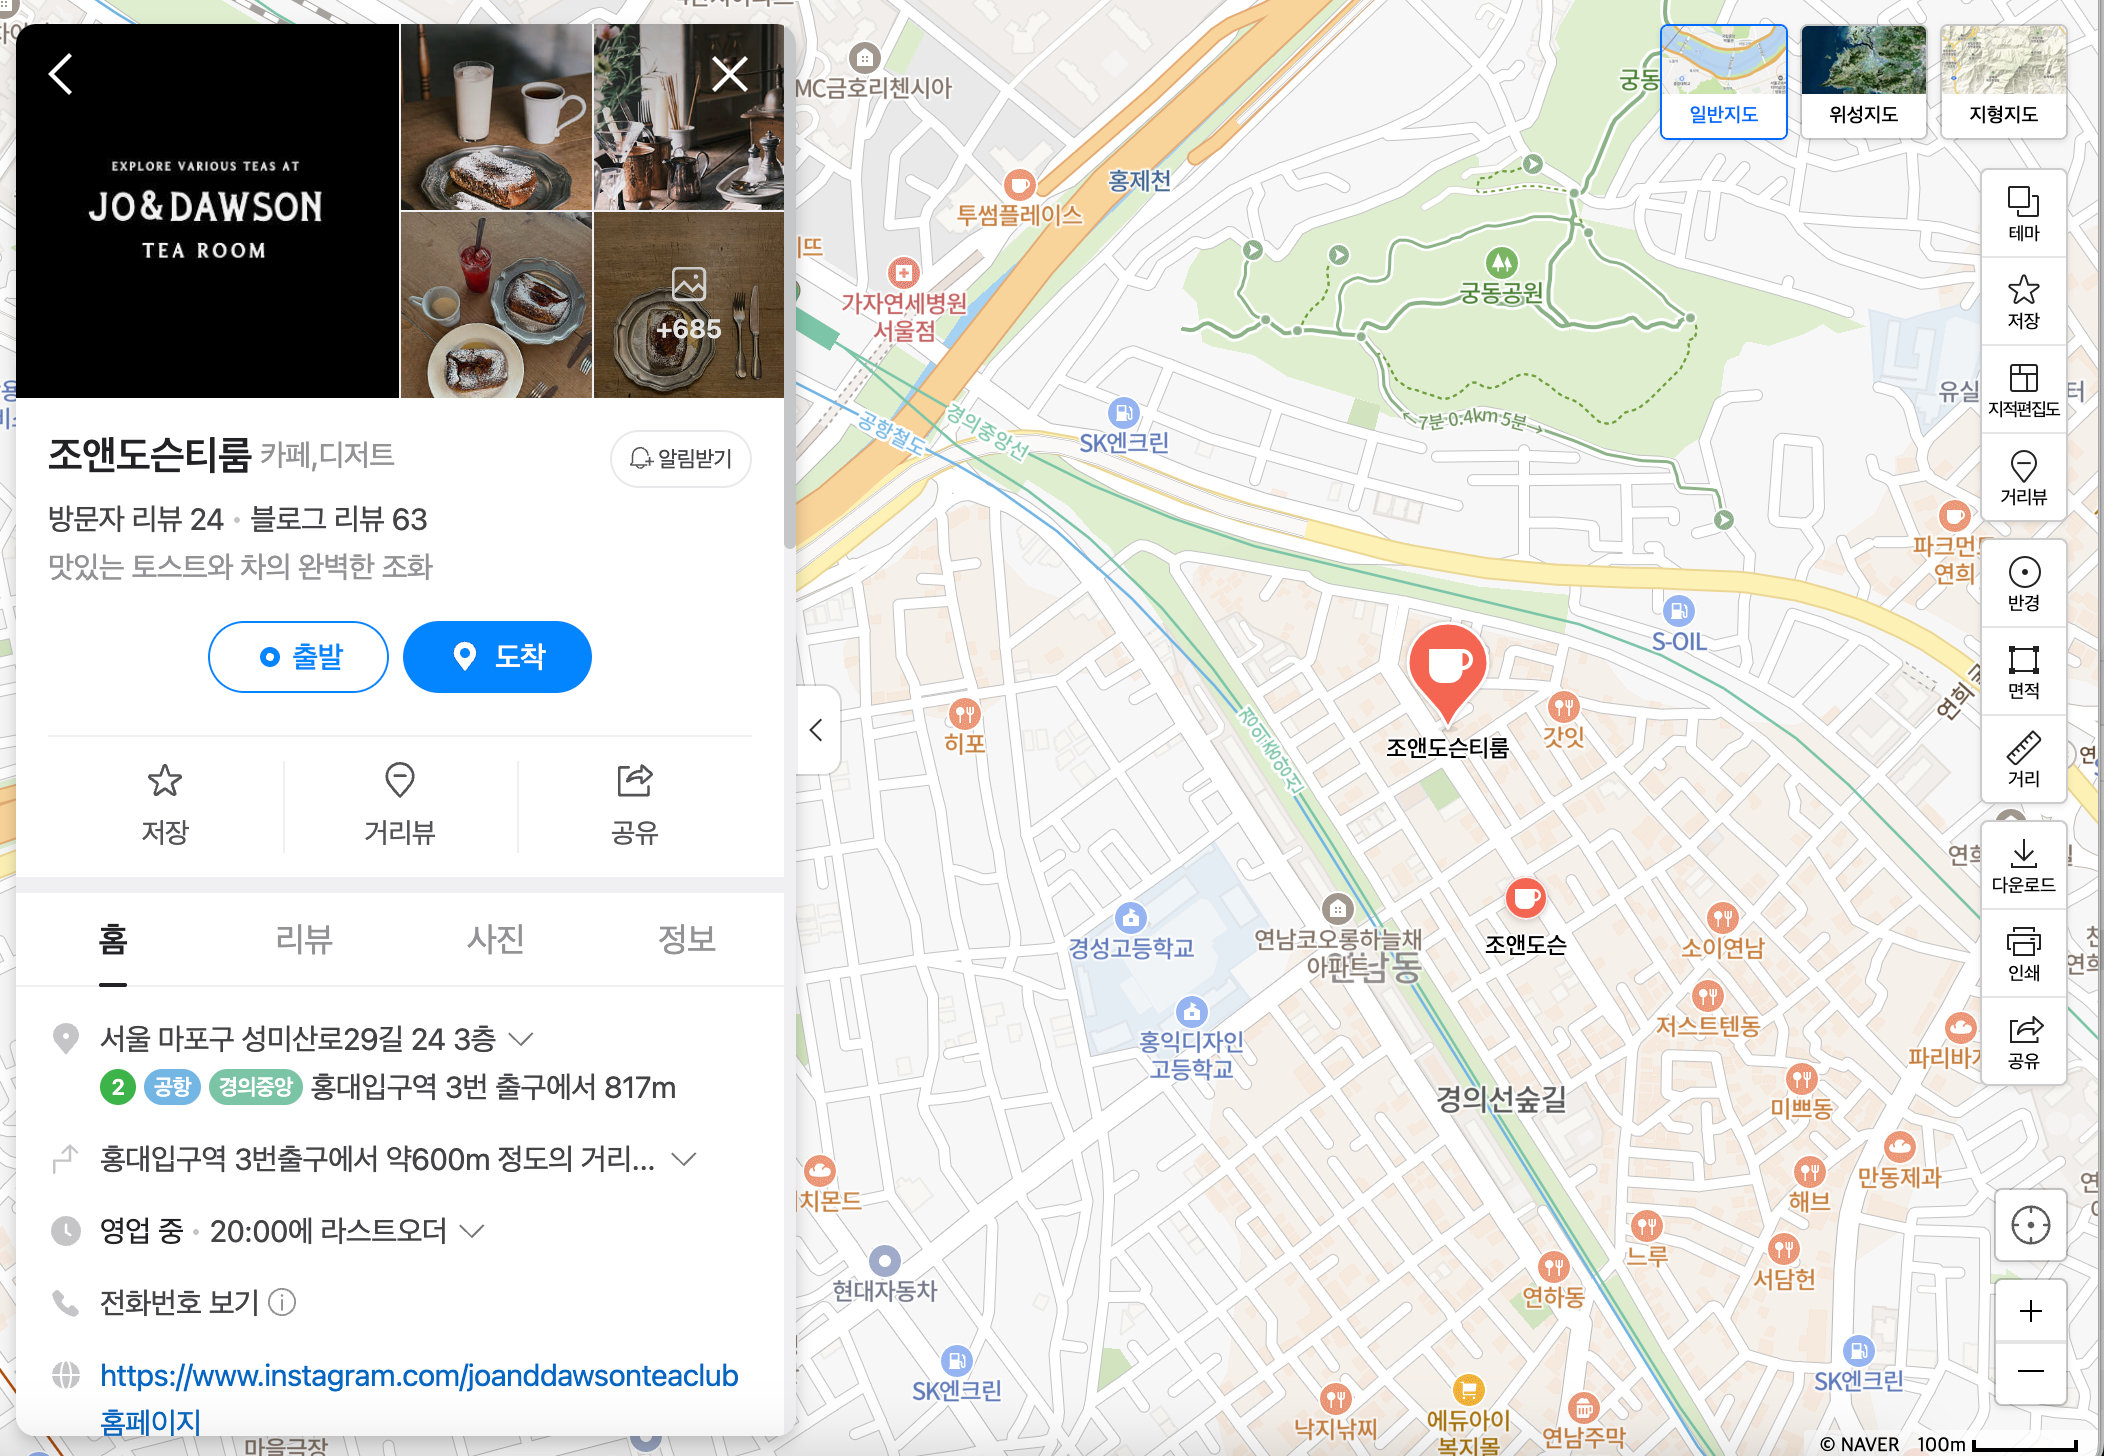 EXPLORE VARIOUS TEAS AT
JO&DAWSON
TEA ROOM
+685
조앤도슨티룸 카페,디저트
알림받기
방문자 리뷰 24 • 블로그 리뷰 63
맛있는 토스트와 차의 완벽한 조화
출발
도착
저장
거리뷰
공유
홈
리뷰
사진
정보
서울 마포구 성미산로29길 24 3층
2 공항 경의중앙 홍대입구역 3번 출구에서 817m
홍대입구역 3번출구에서 약600m 정도의 거리...
영업 중 • 20:00에 라스트오더
전화번호 보기
https://www.instagram.com/joanddawsonteaclub
홈페이지
마을극장
MC금호리첸시아
투썸플레이스
홍제천
가자연세병원
서울점
공항철도
경의중앙선
SK엔크린
궁동
궁동공원
7분 0.4km 5분
파크먼트
연희
S-OIL
조앤도슨티룸
갓잇
히포
경의중앙선
경성고등학교
홍익디자인
고등학교
연남코오롱하늘채
아파트
연남동
조앤도슨
소이연남
저스트텐동
경의선숲길
미쁘동
만동제과
해브
느루
서담헌
연하동
현대자동차
SK엔크린
낙지낚찌
에듀아이
복지몰
연남주막
SK엔크린
일반지도
위성지도
지형지도
테마
저장
지적편집도
거리뷰
반경
면적
거리
다운로드
인쇄
공유
© NAVER
100m